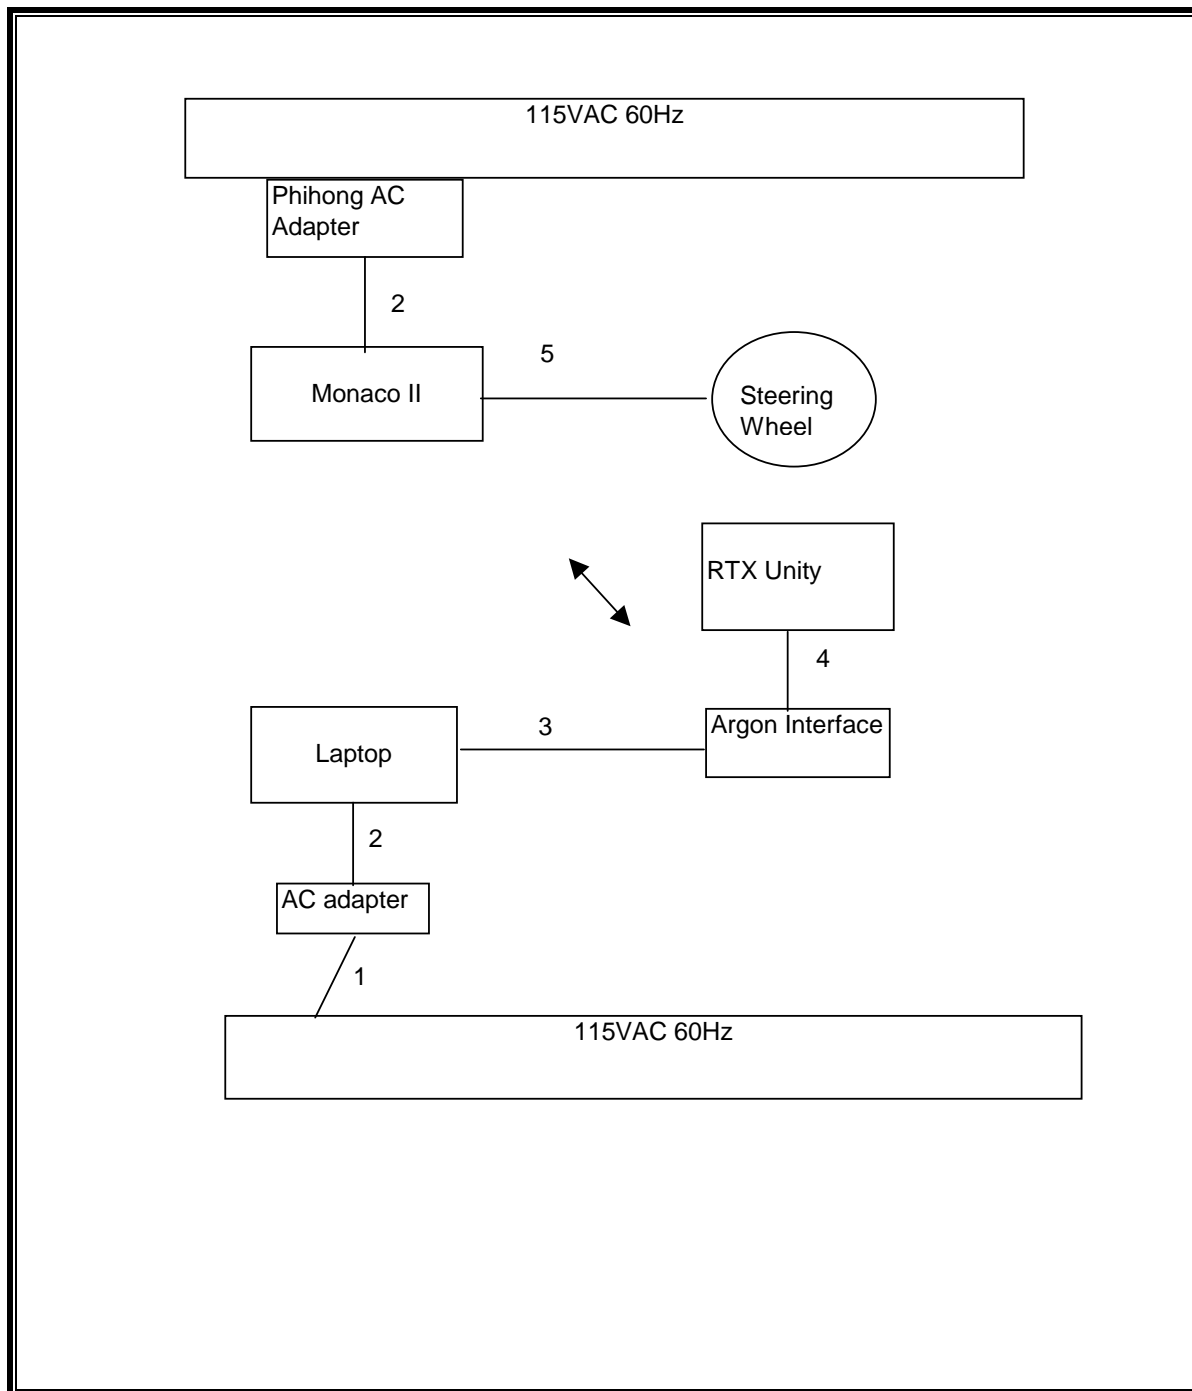 115VAC 60Hz
Phihong AC
Adapter
2
5
Monaco II
Steering
Wheel
RTX Unity
4
3
Argon Interface
Laptop
2
AC adapter
1
115VAC 60Hz